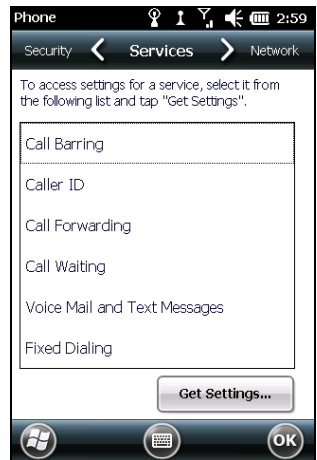 Phone 2:59
Security Services Network
To access settings for a service, select it from
the following list and tap "Get Settings".
Call Barring
Caller ID
Call Forwarding
Call Waiting
Voice Mail and Text Messages
Fixed Dialing
Get Settings...
OK